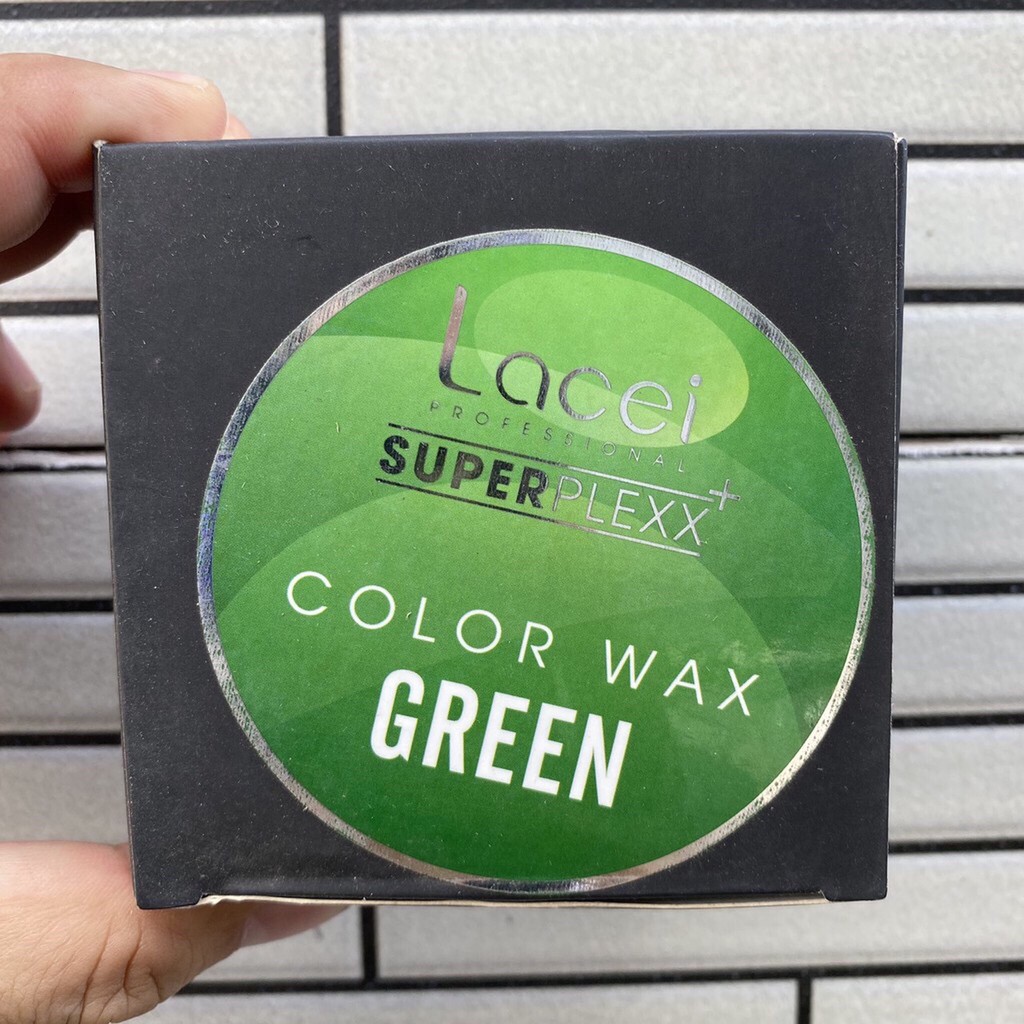 Lacei
PROFESSIONAL
SUPERPLEXX+
COLOR WAX
GREEN